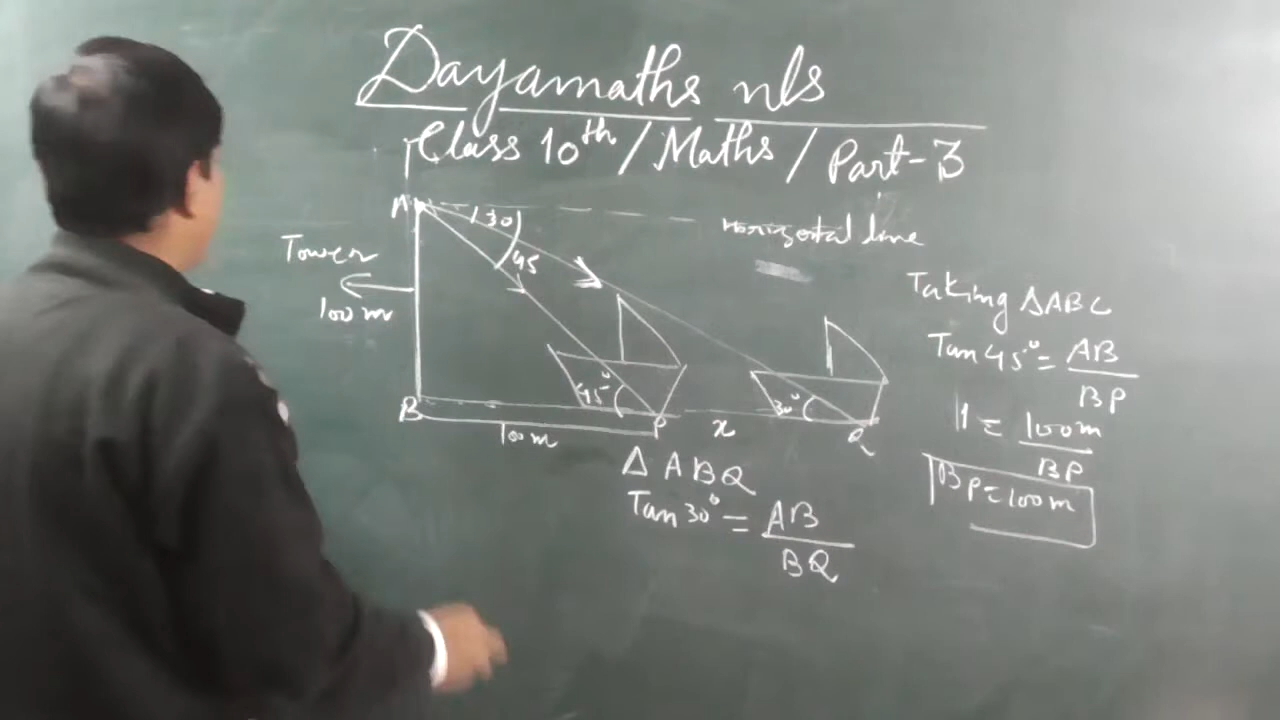 Dayamaths nls
Class 10th / Maths / Part-3
A
30
45
Horizontal line
Tower
100m
B
100m
45°
P
x
30°
Q
Δ ABQ
Tan 30° = AB
BQ
Taking ΔABC
Tan 45° = AB
BP
1 = 100m
BP
BP = 100m